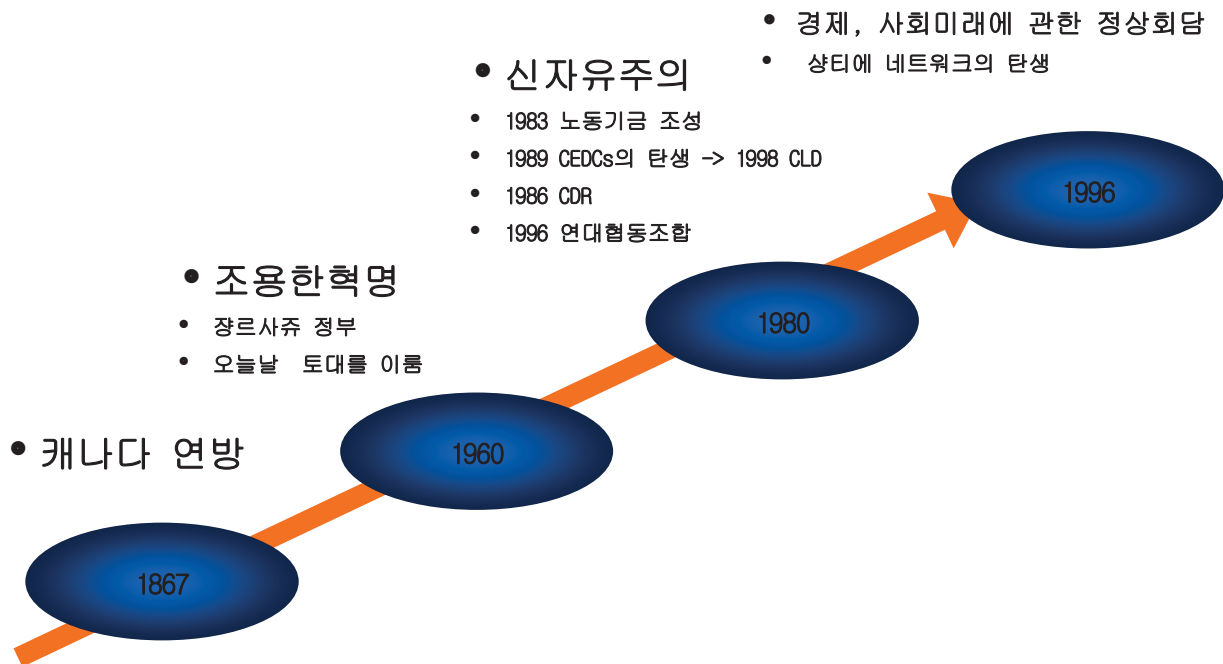 • 경제, 사회미래에 관한 정상회담
• 샹티에 네트워크의 탄생
• 신자유주의
• 1983 노동기금 조성
• 1989 CEDCs의 탄생 -> 1998 CLD
• 1986 CDR
• 1996 연대협동조합
1996
• 조용한혁명
• 쟝르사쥬 정부
• 오늘날 토대를 이룸
1980
• 캐나다 연방
1960
1867